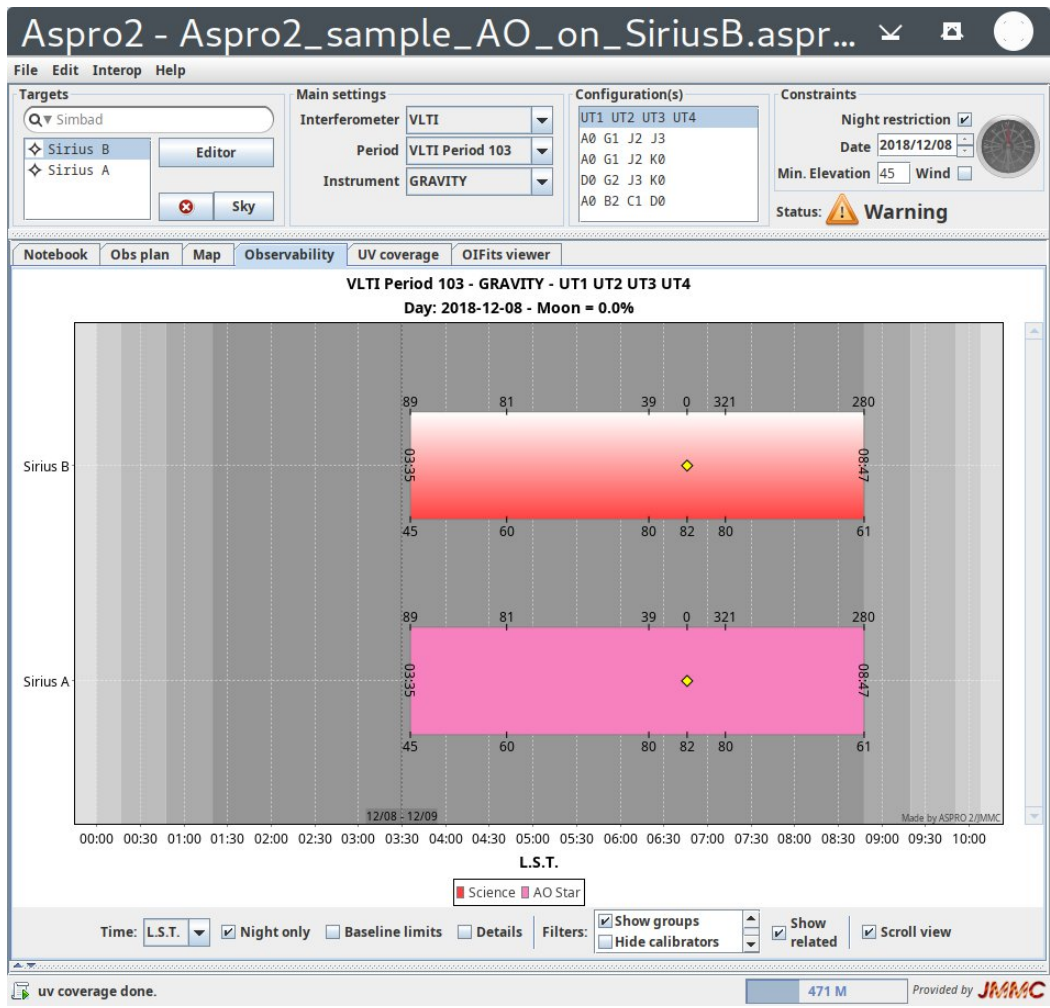 Aspro2 - Aspro2_sample_AO_on_SiriusB.aspr...
File Edit Interop Help
Targets
Simbad
Sirius B
Sirius A
Editor
Sky
Main settings
Interferometer VLTI
Period VLTI Period 103
Instrument GRAVITY
Configuration(s)
UT1 UT2 UT3 UT4
A0 G1 J2 J3
A0 G1 J2 K0
D0 G2 J3 K0
A0 B2 C1 D0
Constraints
Night restriction
Date 2018/12/08
Min. Elevation 45 Wind
Status: Warning
Notebook Obs plan Map Observability UV coverage OIFits viewer
VLTI Period 103 - GRAVITY - UT1 UT2 UT3 UT4
Day: 2018-12-08 - Moon = 0.0%
89 81 39 0 321 280
Sirius B 03:35 08:47
45 60 80 82 80 61
89 81 39 0 321 280
Sirius A 03:35 08:47
45 60 80 82 80 61
12/08 - 12/09
Made by ASPRO 2/JMMC
00:00 00:30 01:00 01:30 02:00 02:30 03:00 03:30 04:00 04:30 05:00 05:30 06:00 06:30 07:00 07:30 08:00 08:30 09:00 09:30 10:00
L.S.T.
Science AO Star
Time: L.S.T. Night only Baseline limits Details Filters: Show groups
Hide calibrators
Show related
Scroll view
uv coverage done.
471 M
Provided by JMMC